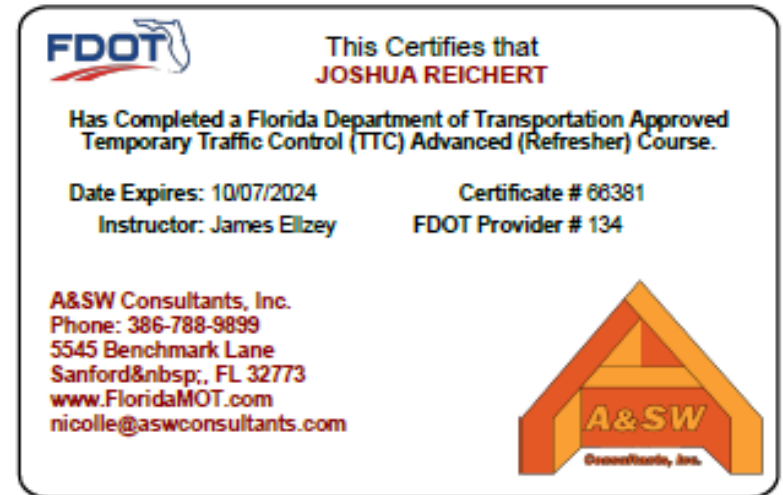 FDOT
This Certifies that
JOSHUA REICHERT
Has Completed a Florida Department of Transportation Approved
Temporary Traffic Control (TTC) Advanced (Refresher) Course.
Date Expires: 10/07/2024 Certificate # 66381
Instructor: James Ellzey FDOT Provider # 134
A&SW Consultants, Inc.
Phone: 386-788-9899
5545 Benchmark Lane
Sanford&nbsp;, FL 32773
www.FloridaMOT.com
nicolle@aswconsultants.com
A&SW
Consultants, Inc.